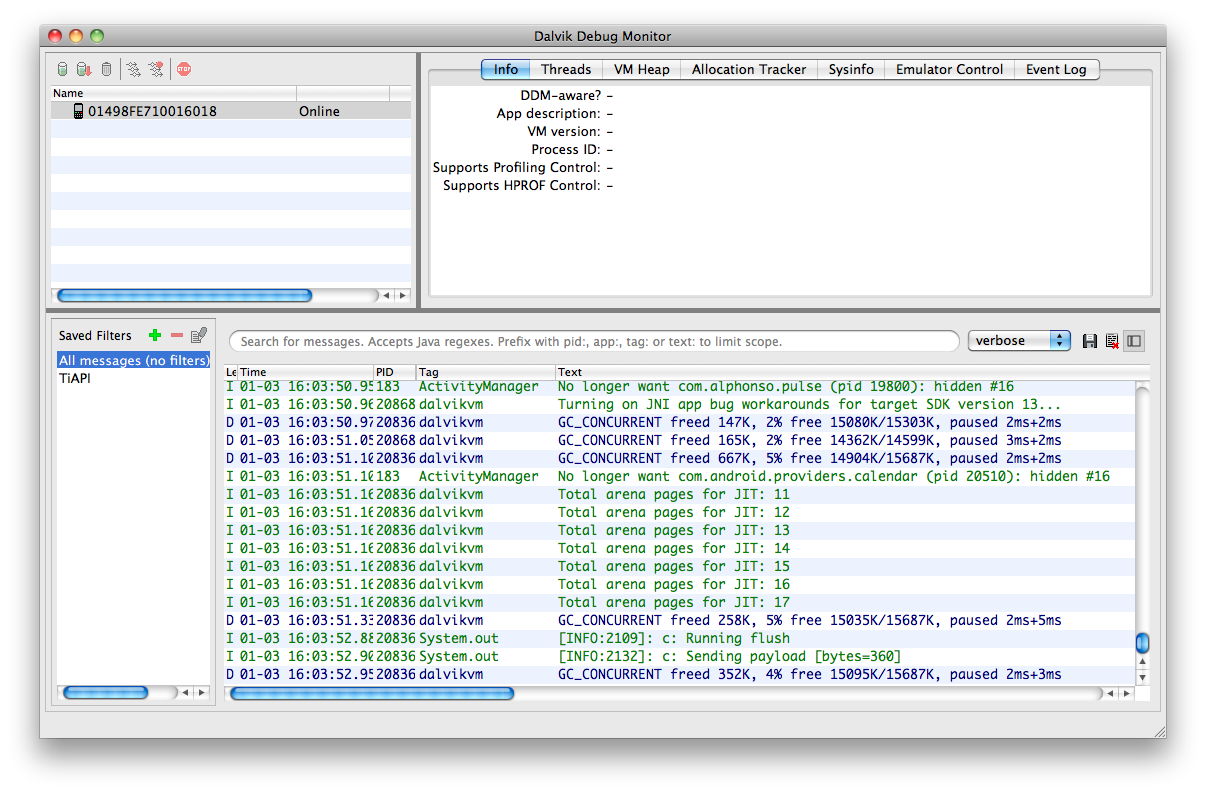 Dalvik Debug Monitor
STOP
Name
01498FE710016018 Online
Info Threads VM Heap Allocation Tracker Sysinfo Emulator Control Event Log
DDM-aware? –
App description: –
VM version: –
Process ID: –
Supports Profiling Control: –
Supports HPROF Control: –
Saved Filters
All messages (no filters)
TiAPI
Search for messages. Accepts Java regexes. Prefix with pid:, app:, tag: or text: to limit scope.
verbose
Le Time PID Tag Text
I 01-03 16:03:50.95 183 ActivityManager No longer want com.alphonso.pulse (pid 19800): hidden #16
I 01-03 16:03:50.96 20868 dalvikvm Turning on JNI app bug workarounds for target SDK version 13...
D 01-03 16:03:50.97 20836 dalvikvm GC_CONCURRENT freed 147K, 2% free 15080K/15303K, paused 2ms+2ms
D 01-03 16:03:51.05 20868 dalvikvm GC_CONCURRENT freed 165K, 2% free 14362K/14599K, paused 3ms+2ms
D 01-03 16:03:51.10 20836 dalvikvm GC_CONCURRENT freed 667K, 5% free 14904K/15687K, paused 2ms+2ms
I 01-03 16:03:51.10 183 ActivityManager No longer want com.android.providers.calendar (pid 20510): hidden #16
I 01-03 16:03:51.16 20836 dalvikvm Total arena pages for JIT: 11
I 01-03 16:03:51.16 20836 dalvikvm Total arena pages for JIT: 12
I 01-03 16:03:51.16 20836 dalvikvm Total arena pages for JIT: 13
I 01-03 16:03:51.16 20836 dalvikvm Total arena pages for JIT: 14
I 01-03 16:03:51.16 20836 dalvikvm Total arena pages for JIT: 15
I 01-03 16:03:51.16 20836 dalvikvm Total arena pages for JIT: 16
I 01-03 16:03:51.16 20836 dalvikvm Total arena pages for JIT: 17
D 01-03 16:03:51.33 20836 dalvikvm GC_CONCURRENT freed 258K, 5% free 15035K/15687K, paused 2ms+5ms
I 01-03 16:03:52.88 20836 System.out [INFO:2109]: c: Running flush
I 01-03 16:03:52.90 20836 System.out [INFO:2132]: c: Sending payload [bytes=360]
D 01-03 16:03:52.95 20836 dalvikvm GC_CONCURRENT freed 352K, 4% free 15095K/15687K, paused 2ms+3ms